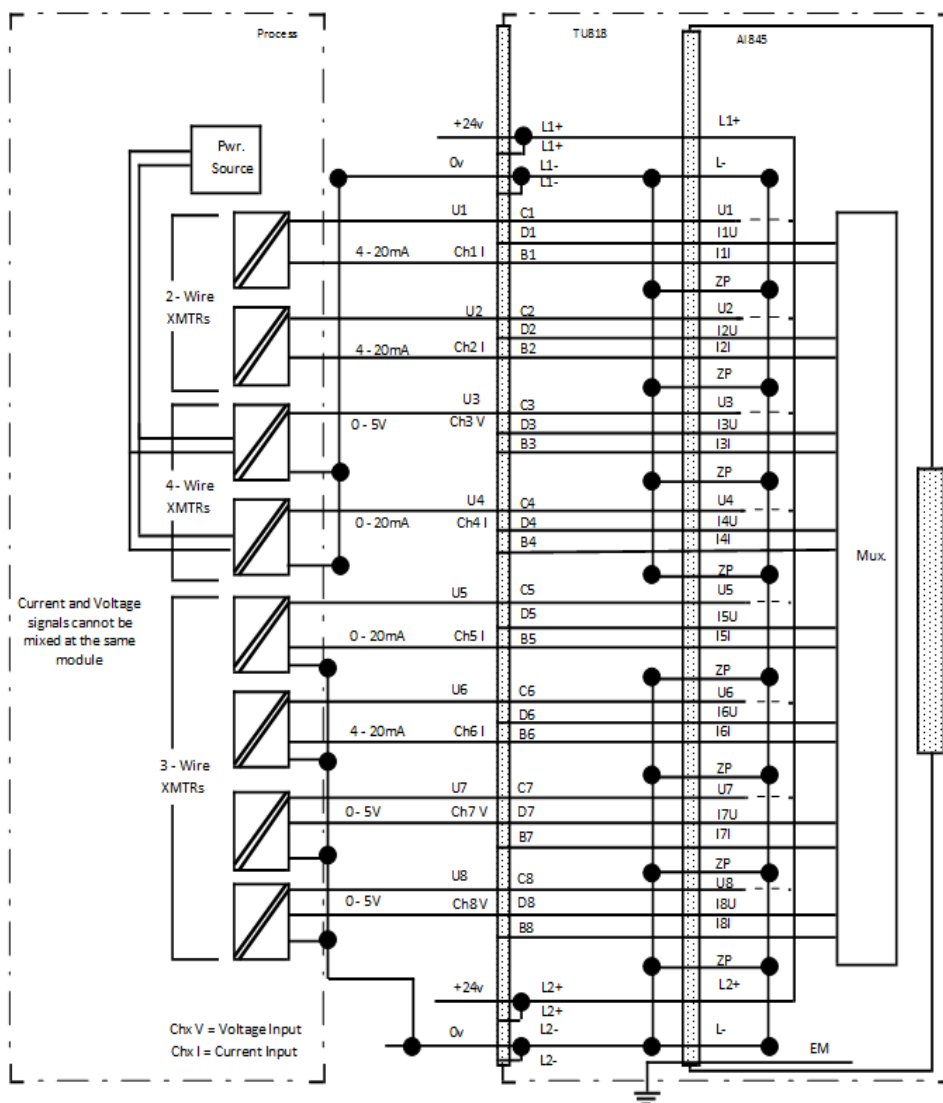 Process
TU818
AI845
+24v
L1+
L1+
L1+
Pwr.
Source
0v
L1-
L1-
L-
U1
C1
U1
D1
I1U
4 - 20mA
Ch1 I
B1
I1I
ZP
2 - Wire
XMTRs
U2
C2
U2
D2
I2U
4 - 20mA
Ch2 I
B2
I2I
ZP
U3
C3
U3
0 - 5V
Ch3 V
D3
I3U
B3
I3I
ZP
4 - Wire
XMTRs
U4
C4
U4
0 - 20mA
Ch4 I
D4
I4U
B4
I4I
ZP
Current and Voltage
signals cannot be
mixed at the same
module
U5
C5
U5
D5
I5U
0 - 20mA
Ch5 I
B5
I5I
ZP
U6
C6
U6
D6
I6U
4 - 20mA
Ch6 I
B6
I6I
3 - Wire
XMTRs
ZP
U7
C7
U7
0 - 5V
Ch7 V
D7
I7U
B7
I7I
ZP
U8
C8
U8
0 - 5V
Ch8 V
D8
I8U
B8
I8I
ZP
+24v
L2+
L2+
L2+
Chx V = Voltage Input
0v
L2-
L-
Chx I = Current Input
L2-
EM
Mux.